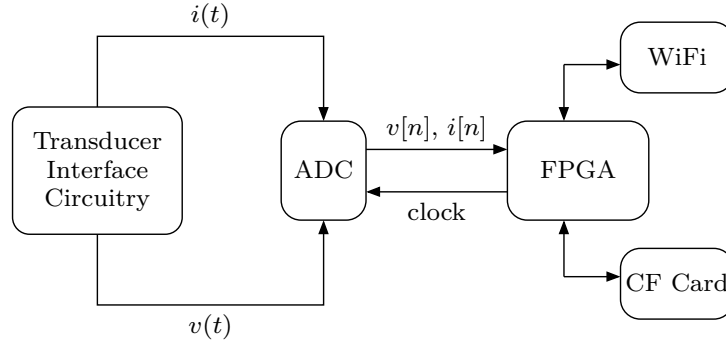 i(t)
WiFi
Transducer
Interface
Circuitry
ADC
v[n], i[n]
FPGA
clock
CF Card
v(t)